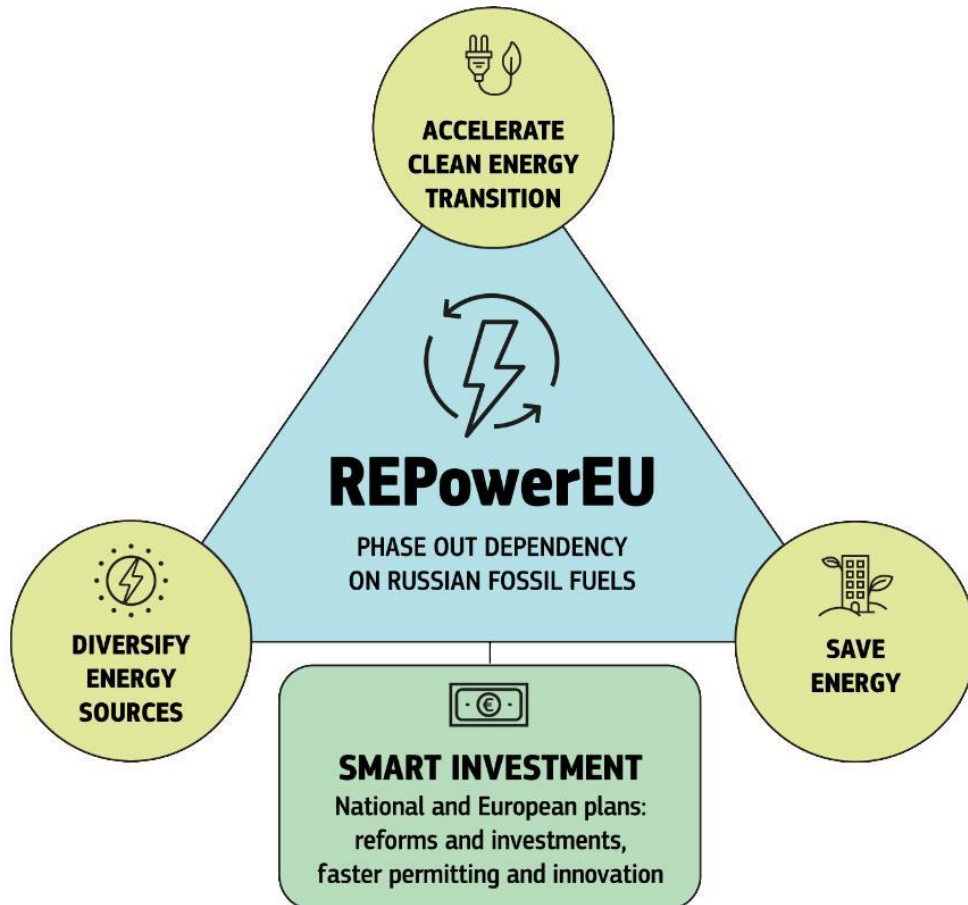 ACCELERATE
CLEAN ENERGY
TRANSITION
REPowerEU
PHASE OUT DEPENDENCY
ON RUSSIAN FOSSIL FUELS
DIVERSIFY
ENERGY
SOURCES
SAVE
ENERGY
€
SMART INVESTMENT
National and European plans:
reforms and investments,
faster permitting and innovation